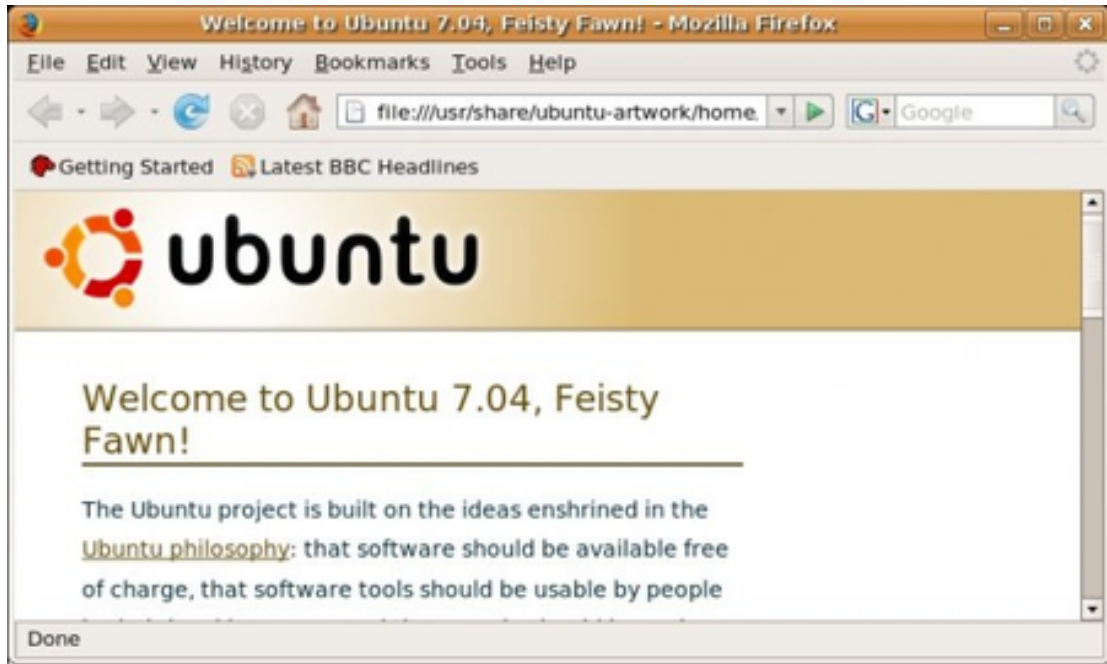 Welcome to Ubuntu 7.04, Feisty Fawn! - Mozilla Firefox
File Edit View History Bookmarks Tools Help
file:///usr/share/ubuntu-artwork/home. G Google
Getting Started Latest BBC Headlines
ubuntu
Welcome to Ubuntu 7.04, Feisty
Fawn!
The Ubuntu project is built on the ideas enshrined in the
Ubuntu philosophy: that software should be available free
of charge, that software tools should be usable by people
Done